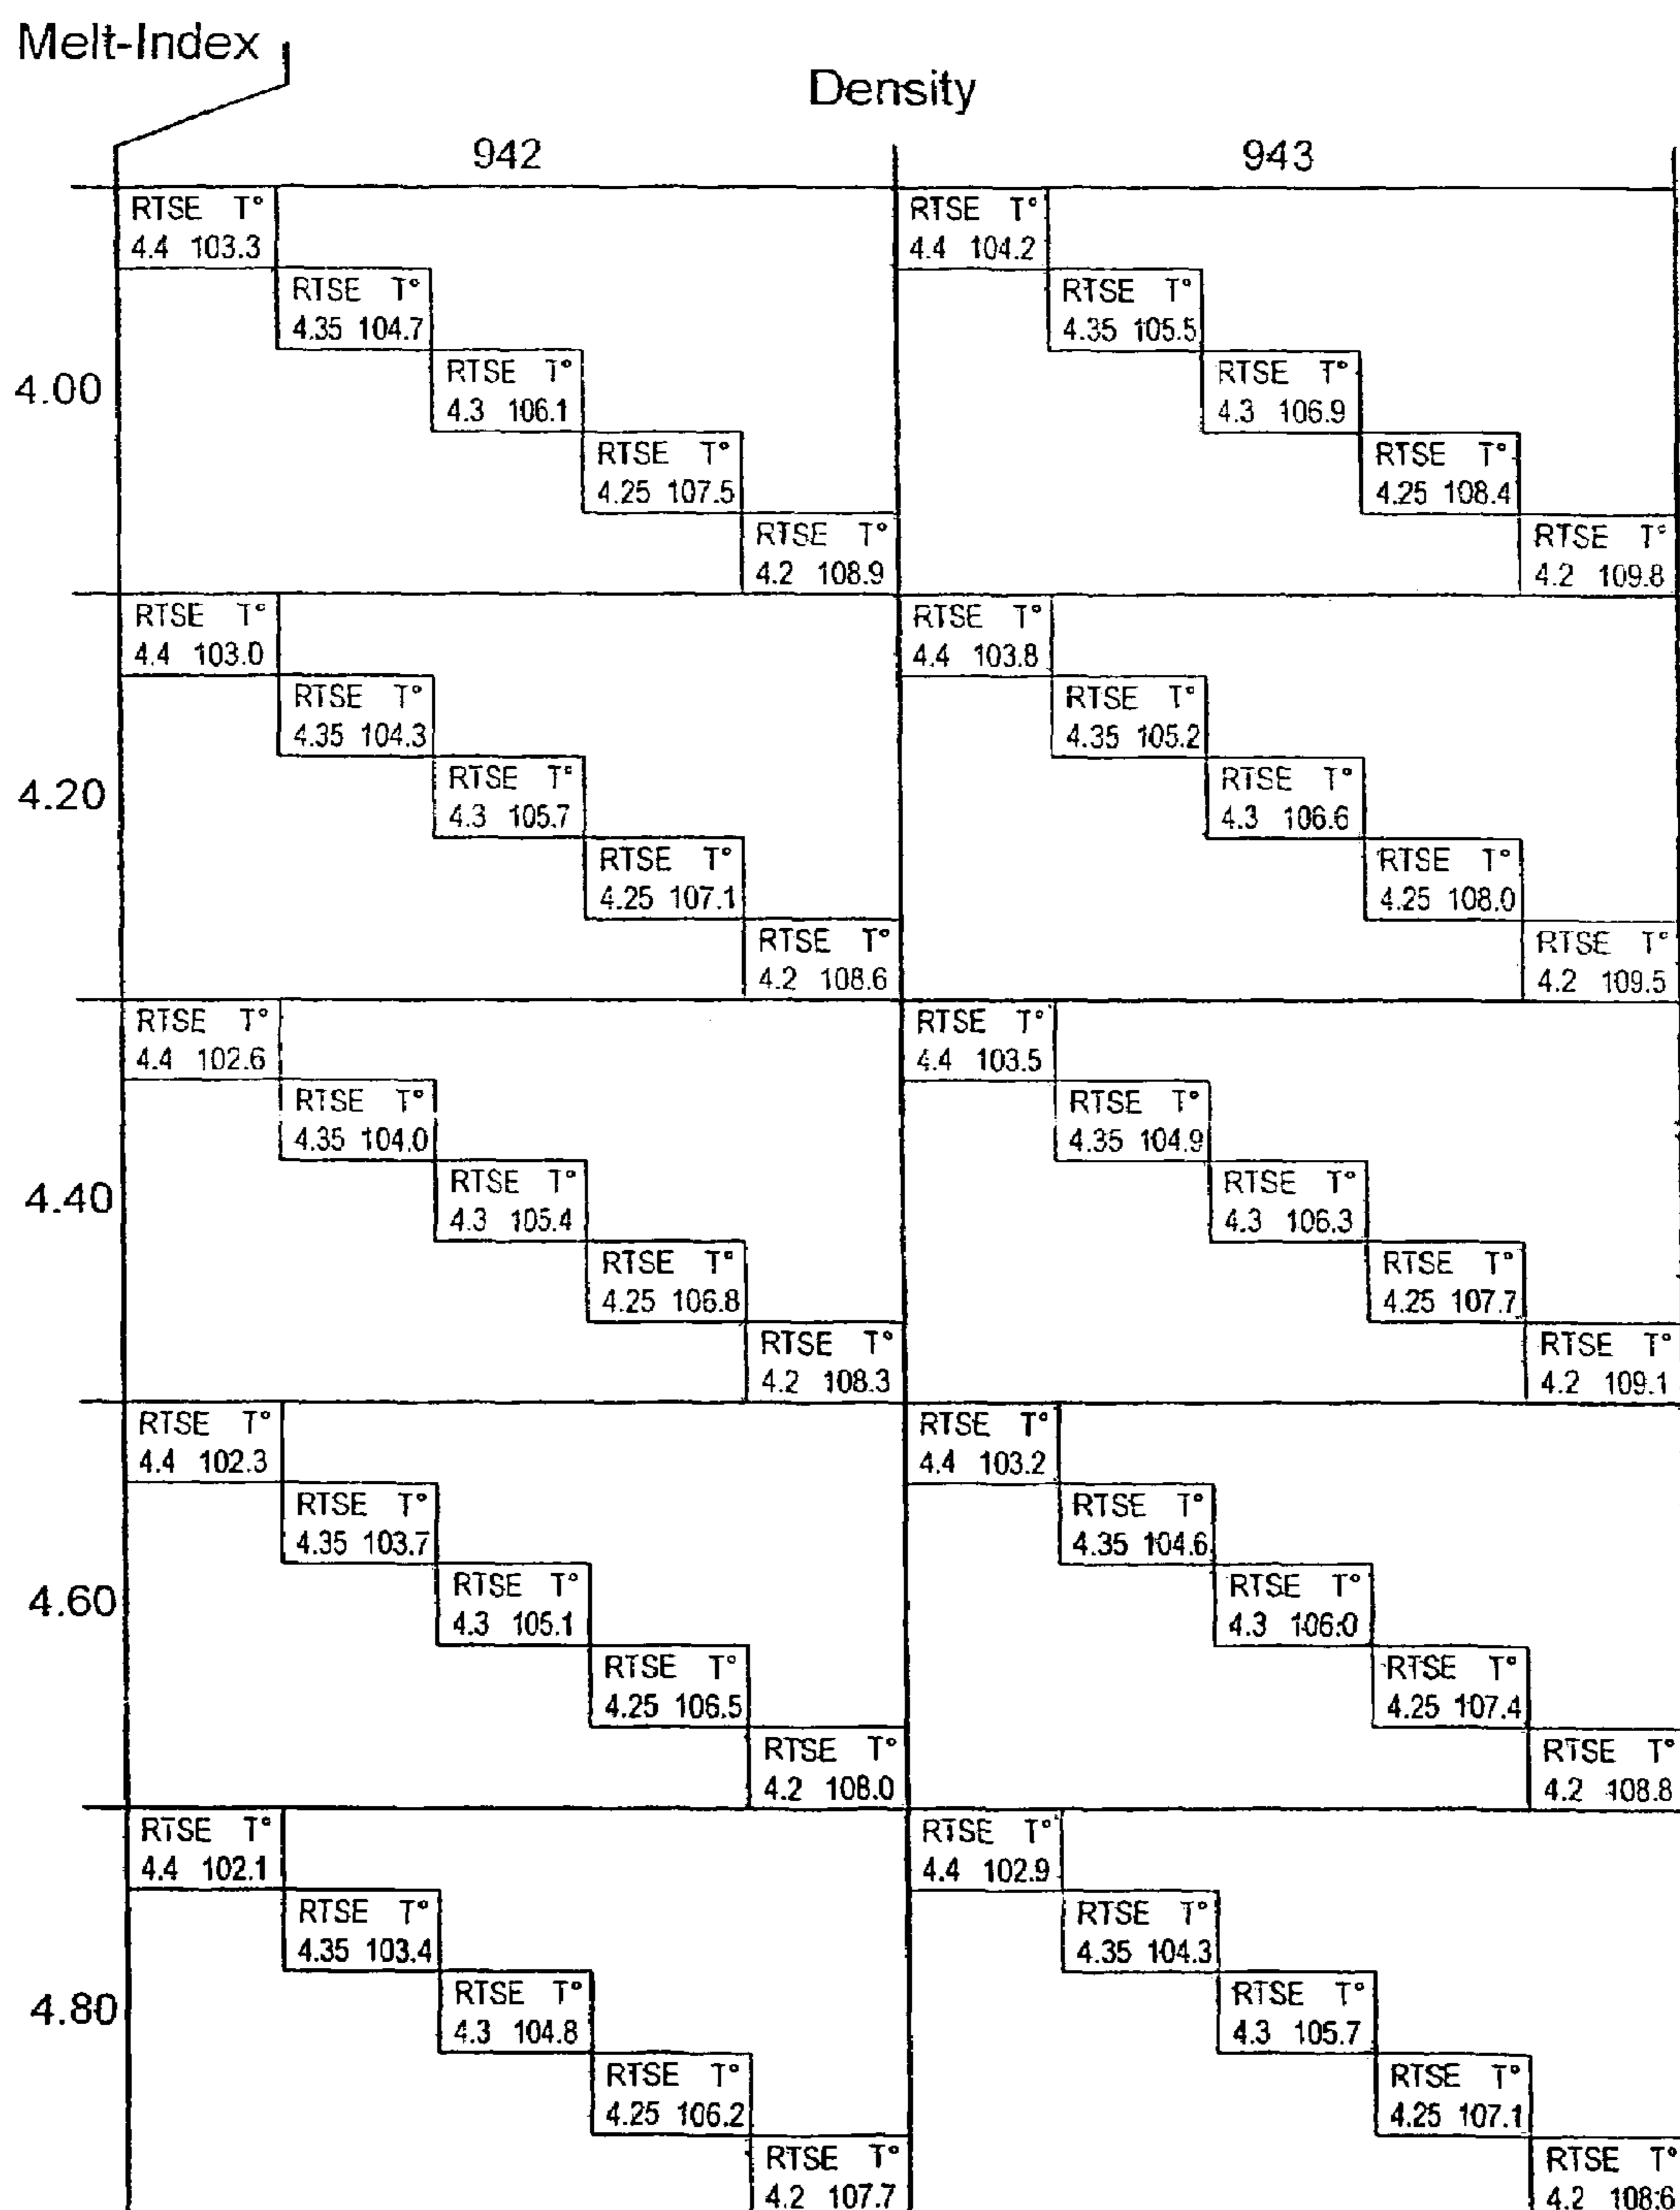 Melt-Index
Density
942 943
RTSE T° RTSE T°
4.4 103.3 4.4 104.2
RTSE T° RTSE T°
4.35 104.7 4.35 105.5
4.00
RTSE T° RTSE T°
4.3 106.1 4.3 106.9
RTSE T° RTSE T°
4.25 107.5 4.25 108.4
RTSE T° RTSE T°
4.2 108.9 4.2 109.8
RTSE T° RTSE T°
4.4 103.0 4.4 103.8
RTSE T° RTSE T°
4.35 104.3 4.35 105.2
4.20
RTSE T° RTSE T°
4.3 105.7 4.3 106.6
RTSE T° RTSE T°
4.25 107.1 4.25 108.0
RTSE T° RTSE T°
4.2 108.6 4.2 109.5
RTSE T° RTSE T°
4.4 102.6 4.4 103.5
RTSE T° RTSE T°
4.35 104.0 4.35 104.9
4.40
RTSE T° RTSE T°
4.3 105.4 4.3 106.3
RTSE T° RTSE T°
4.25 106.8 4.25 107.7
RTSE T° RTSE T°
4.2 108.3 4.2 109.1
RTSE T° RTSE T°
4.4 102.3 4.4 103.2
RTSE T° RTSE T°
4.35 103.7 4.35 104.6
4.60
RTSE T° RTSE T°
4.3 105.1 4.3 106.0
RTSE T° RTSE T°
4.25 106.5 4.25 107.4
RTSE T° RTSE T°
4.2 108.0 4.2 108.8
RTSE T° RTSE T°
4.4 102.1 4.4 102.9
RTSE T° RTSE T°
4.35 103.4 4.35 104.3
4.80
RTSE T° RTSE T°
4.3 104.8 4.3 105.7
RTSE T° RTSE T°
4.25 106.2 4.25 107.1
RTSE T° RTSE T°
4.2 107.7 4.2 108.6